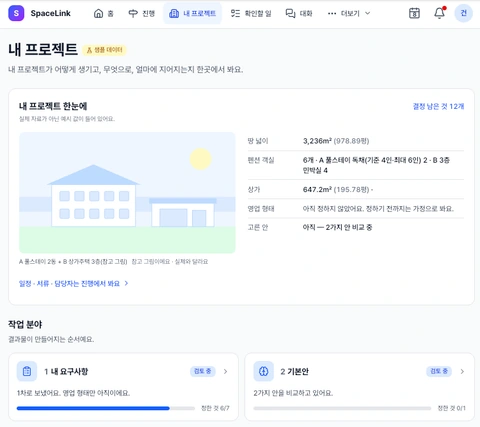 S SpaceLink 홈 진행 내 프로젝트 확인할 일 대화 더보기 건
내 프로젝트 샘플 데이터
내 프로젝트가 어떻게 생기고, 무엇으로, 얼마에 지어지는지 한곳에서 봐요.
내 프로젝트 한눈에 결정 남은 것 12개
실제 자료가 아닌 예시 값이 들어 있어요.
땅 넓이 3,236m² (978.89평)
펜션 객실 6개 · A 풀스테이 독채(기준 4인·최대 6인) 2 · B 3층
민박실 4
상가 647.2m² (195.78평) ·
영업 형태 아직 정하지 않았어요. 정하기 전까지는 가정으로 봐요.
고른 안 아직 — 2가지 안 비교 중
A 풀스테이 2동 + B 상가주택 3층(참고 그림) 참고 그림이에요 · 실제와 달라요
일정 · 서류 · 담당자는 진행에서 봐요
작업 분야
결과물이 만들어지는 순서예요.
1 내 요구사항 검토 중
1차로 보냈어요. 영업 형태만 아직이에요.
정한 것 6/7
2 기본안 검토 중
2가지 안을 비교하고 있어요.
정한 것 0/1